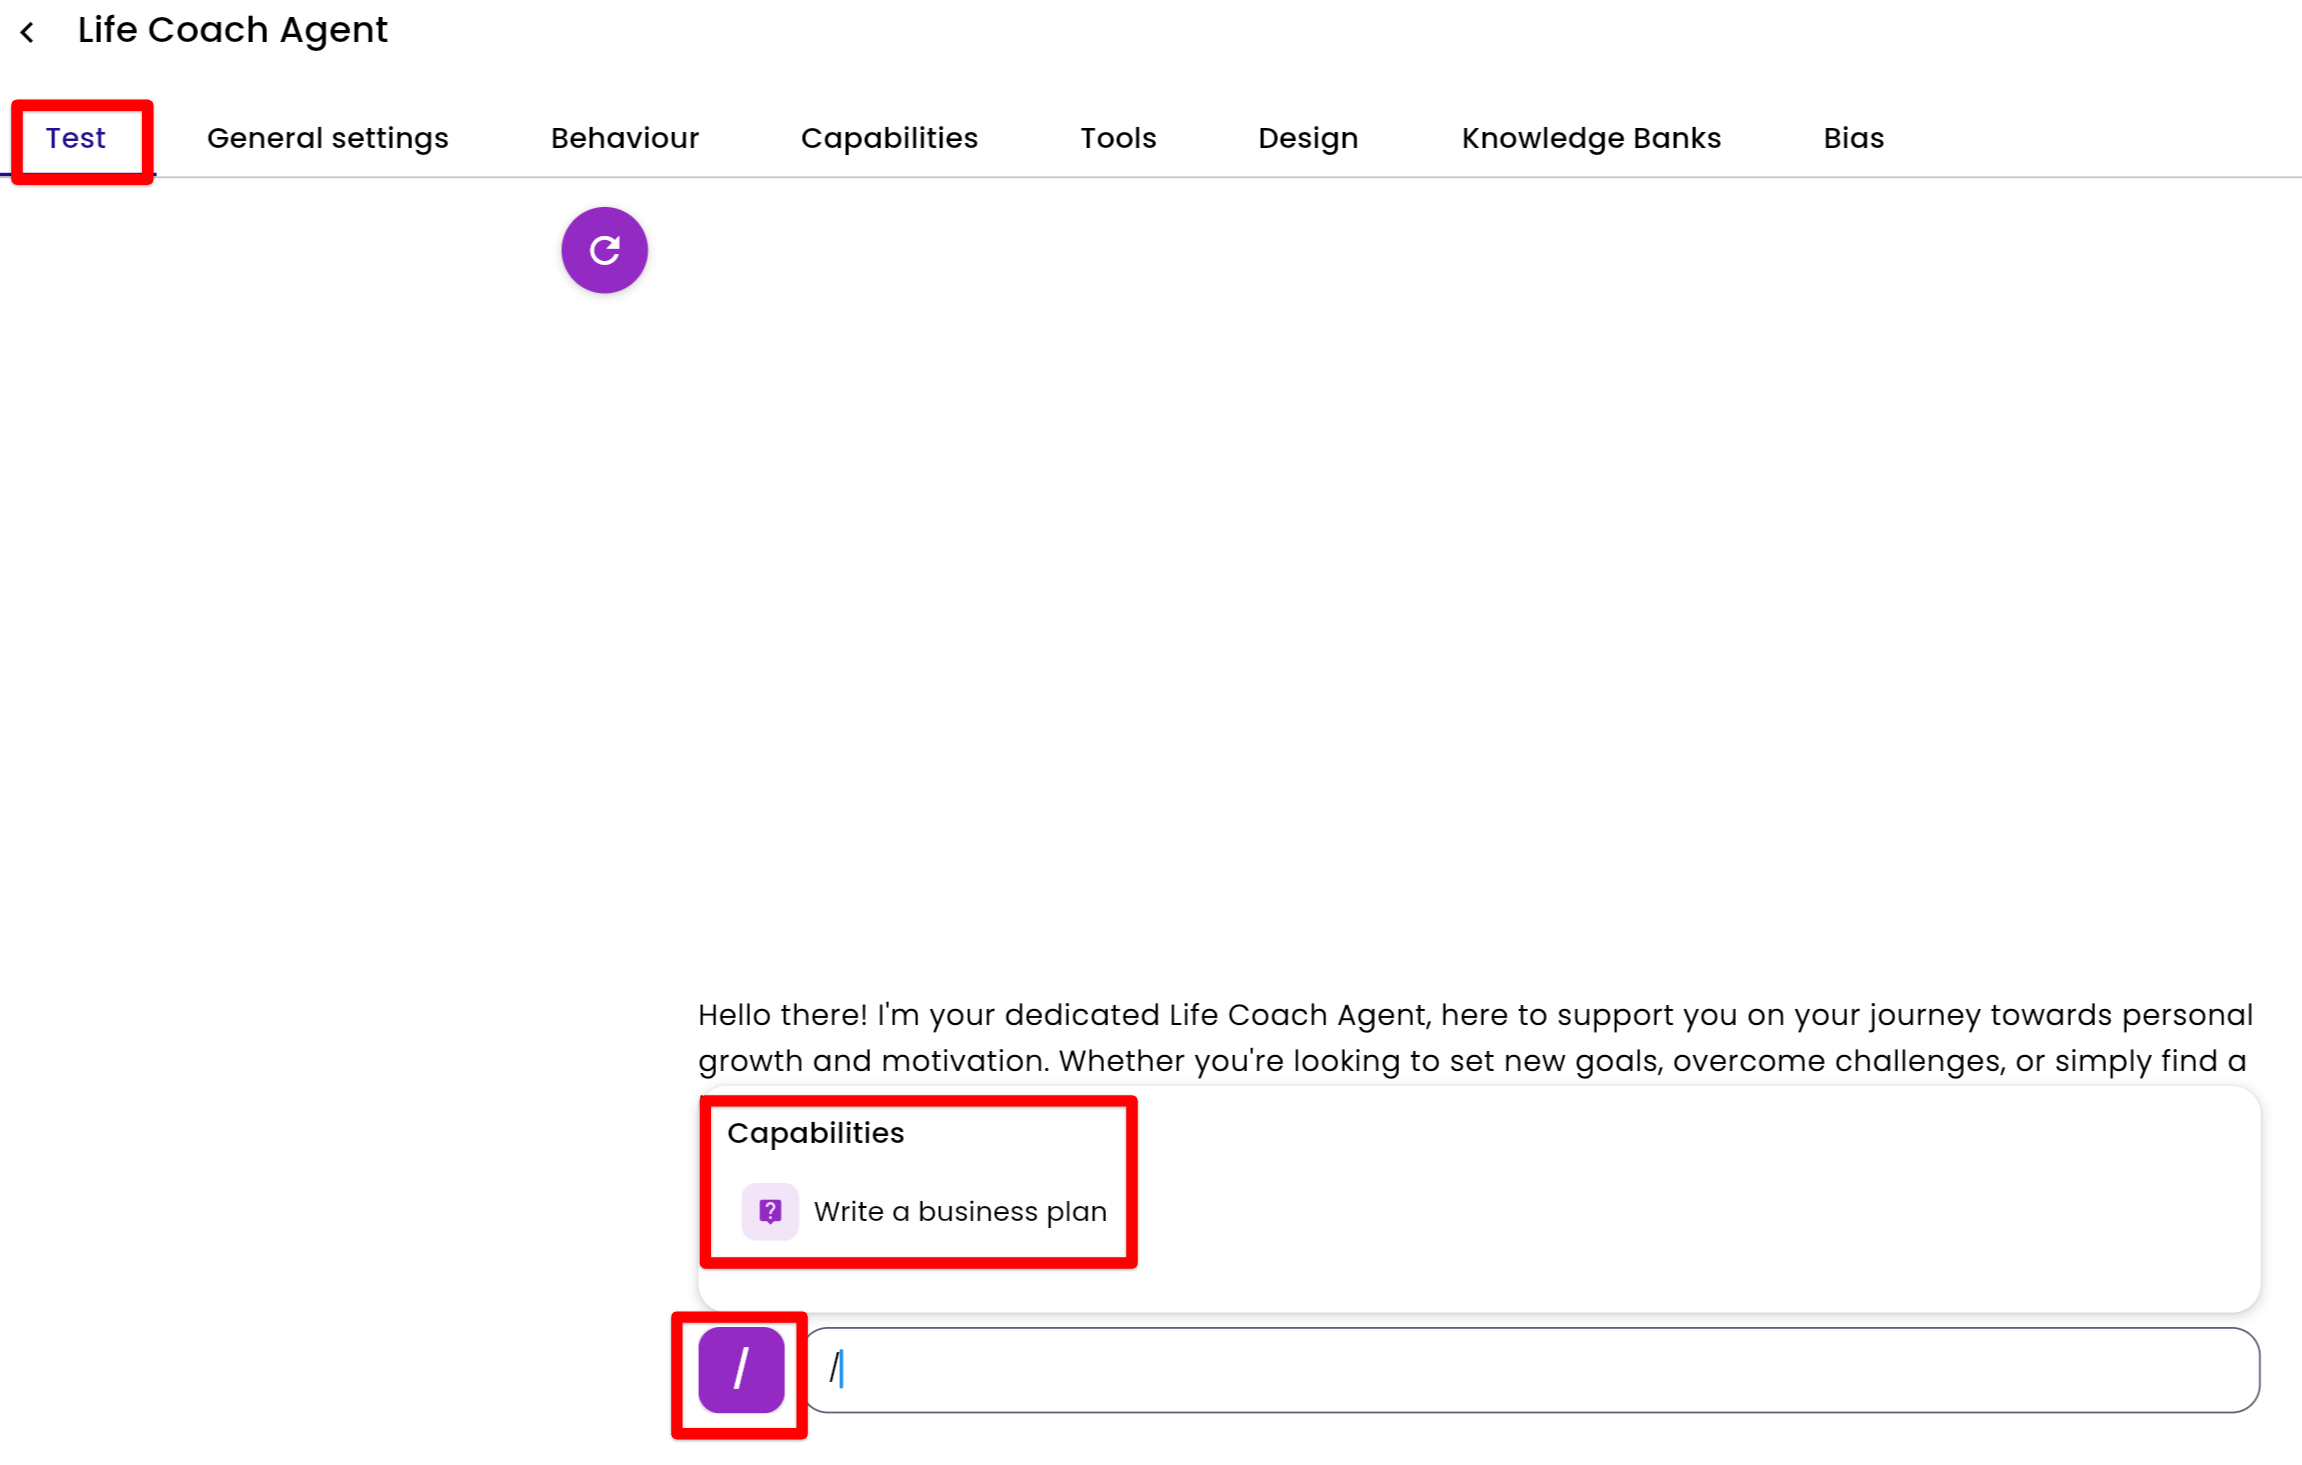 Life Coach Agent
Test General settings Behaviour Capabilities Tools Design Knowledge Banks Bias
Hello there! I'm your dedicated Life Coach Agent, here to support you on your journey towards personal
growth and motivation. Whether you're looking to set new goals, overcome challenges, or simply find a
Capabilities
Write a business plan
/ /